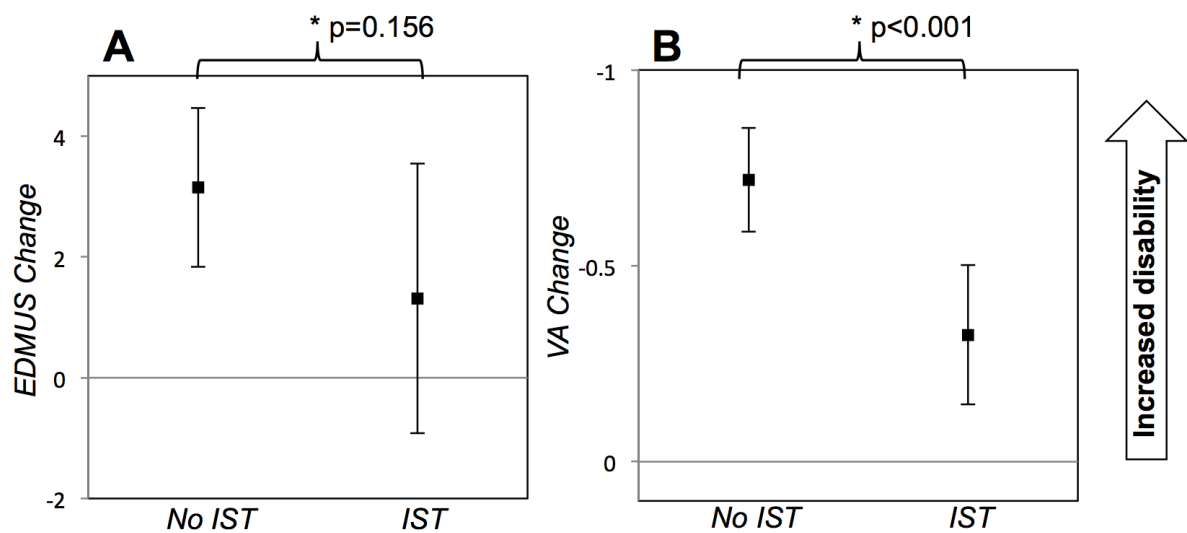 A
* p=0.156
EDMUS Change
4
2
0
-2
No IST
IST
B
* p<0.001
VA Change
-1
-0.5
0
No IST
IST
Increased disability